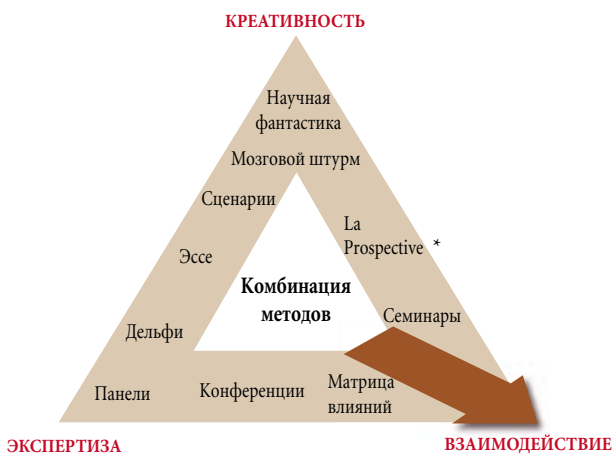 КРЕАТИВНОСТЬ
Научная
фантастика
Мозговой штурм
Сценарии
La
Prospective *
Эссе
Комбинация
методов
Семинары
Дельфи
Панели
Конференции
Матрица
влияний
ЭКСПЕРТИЗА
ВЗАИМОДЕЙСТВИЕ